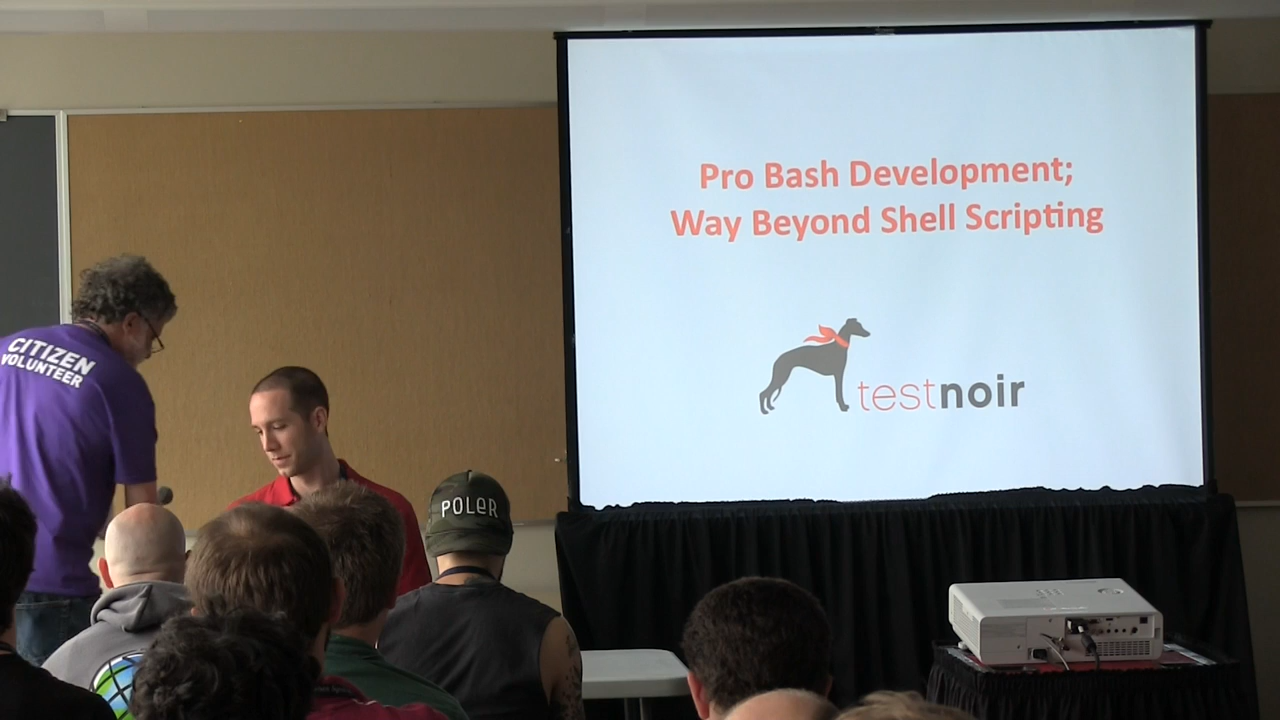 Pro Bash Development;
Way Beyond Shell Scripting
testnoir
CITIZEN
VOLUNTEER
POLeR